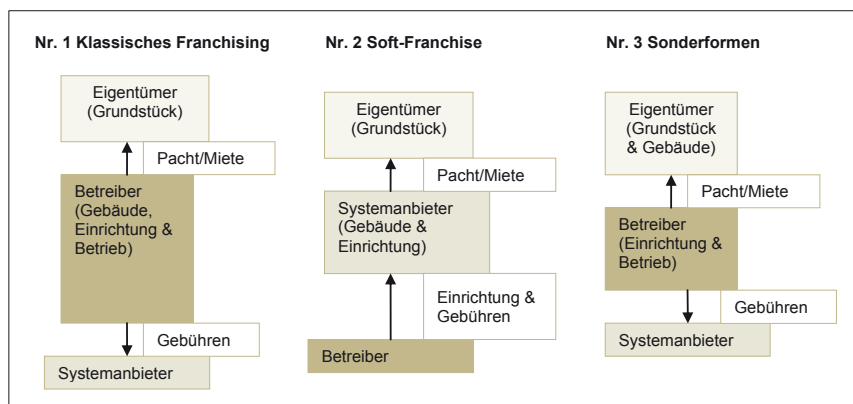 Nr. 1 Klassisches Franchising
Eigentümer
(Grundstück)
Pacht/Miete
Betreiber
(Gebäude,
Einrichtung &
Betrieb)
Gebühren
Systemanbieter
Nr. 2 Soft-Franchise
Eigentümer
(Grundstück)
Pacht/Miete
Systemanbieter
(Gebäude &
Einrichtung)
Einrichtung &
Gebühren
Betreiber
Nr. 3 Sonderformen
Eigentümer
(Grundstück
& Gebäude)
Pacht/Miete
Betreiber
(Einrichtung &
Betrieb)
Gebühren
Systemanbieter